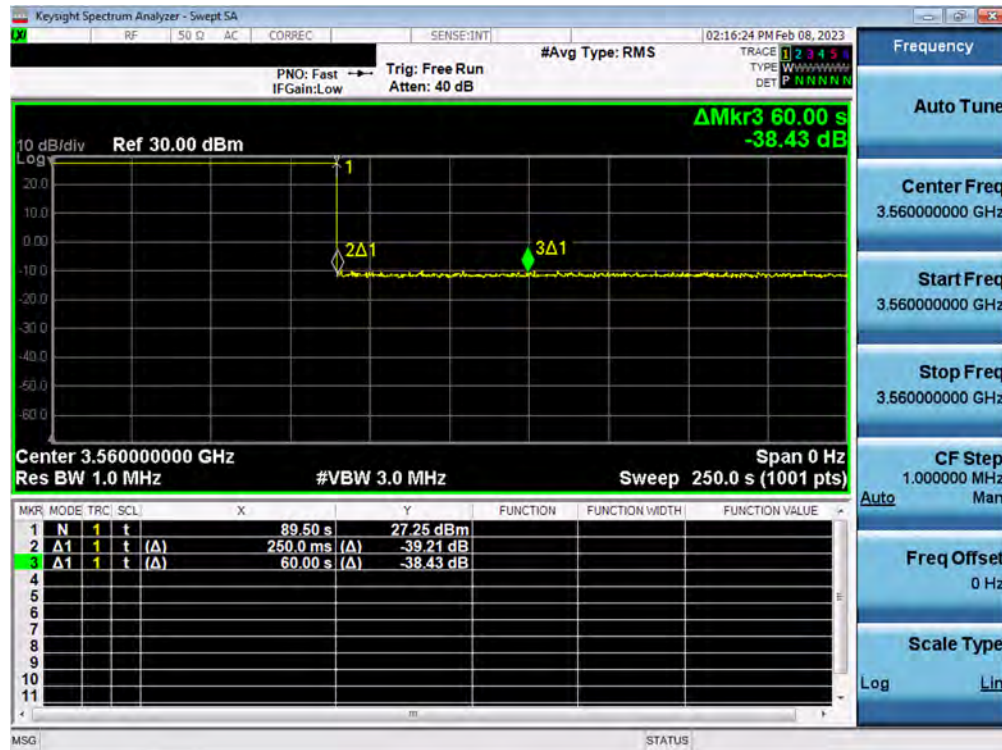 Keysight Spectrum Analyzer - Swept SA
LXI RF 50 Ω AC CORREC SENSE:INT 02:16:24 PM Feb 08, 2023
#Avg Type: RMS TRACE 1 2 3 4 5 6
PNO: Fast Trig: Free Run TYPE W
IFGain:Low Atten: 40 dB DET P N N N N N
ΔMkr3 60.00 s
-38.43 dB
10 dB/div Ref 30.00 dBm
Log
1
20.0
10.0
0.00
2Δ1 3Δ1
-10.0
-20.0
-30.0
-40.0
-50.0
-60.0
Center 3.560000000 GHz Span 0 Hz
Res BW 1.0 MHz #VBW 3.0 MHz Sweep 250.0 s (1001 pts)
MKR MODE TRC SCL X Y FUNCTION FUNCTION WIDTH FUNCTION VALUE
1 N 1 t 89.50 s 27.25 dBm
2 Δ1 1 t (Δ) 250.0 ms (Δ) -39.21 dB
3 Δ1 1 t (Δ) 60.00 s (Δ) -38.43 dB
4
5
6
7
8
9
10
11
MSG STATUS
Frequency
Auto Tune
Center Freq
3.560000000 GHz
Start Freq
3.560000000 GHz
Stop Freq
3.560000000 GHz
CF Step
1.000000 MHz
Auto Man
Freq Offset
0 Hz
Scale Type
Log Lin